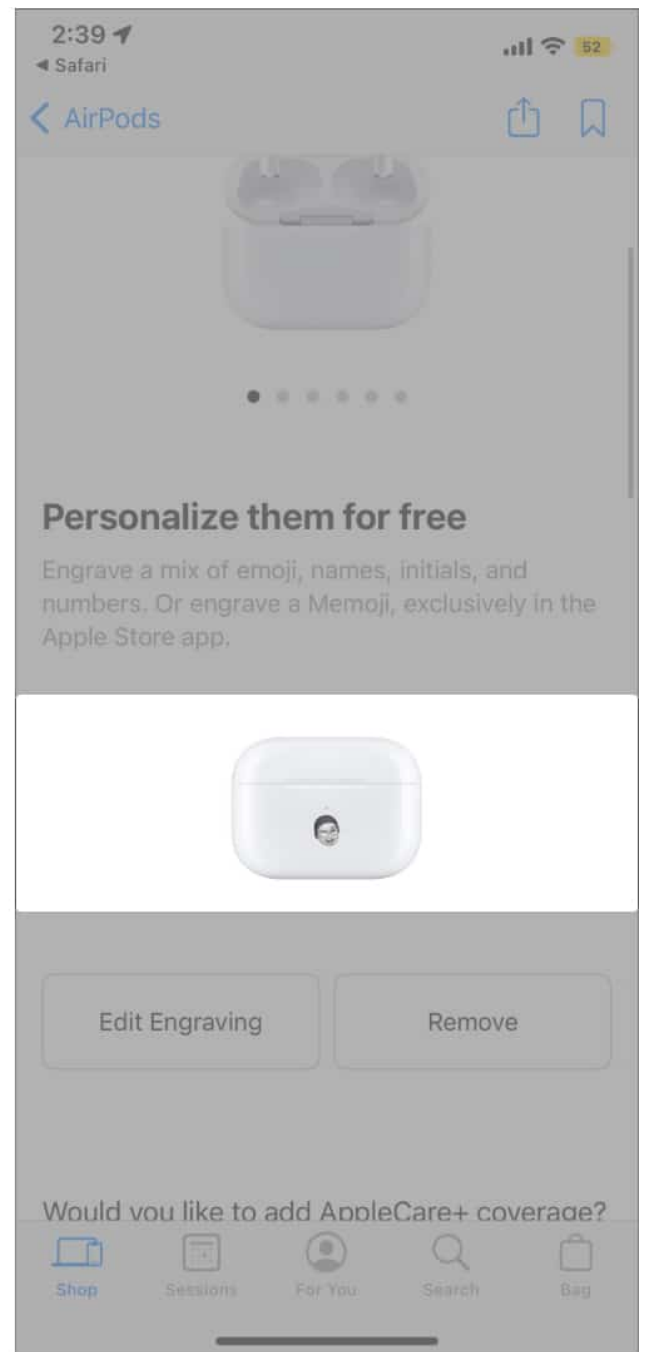 2:39
52
Safari
AirPods
Personalize them for free
Engrave a mix of emoji, names, initials, and
numbers. Or engrave a Memoji, exclusively in the
Apple Store app.
Edit Engraving
Remove
Would you like to add AppleCare+ coverage?
Shop
Sessions
For You
Search
Bag